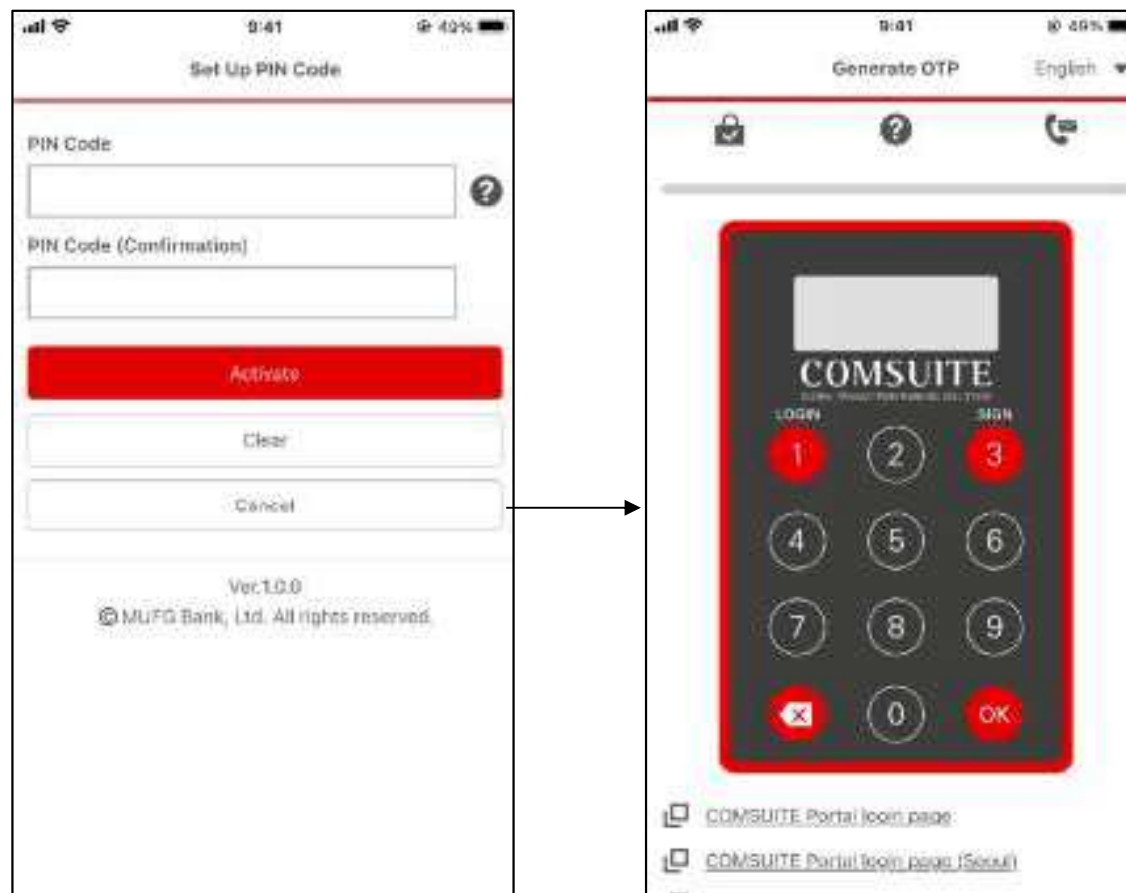 9:41
49%
Set Up PIN Code
PIN Code
PIN Code (Confirmation)
Activate
Clear
Cancel
Ver.1.0.0
© MUFG Bank, Ltd. All rights reserved.
9:41
49%
Generate OTP
English
COMSUITE
LOGIN
SIGN
1
2
3
4
5
6
7
8
9
0
OK
COMSUITE Portal login page
COMSUITE Portal login page (Seoul)